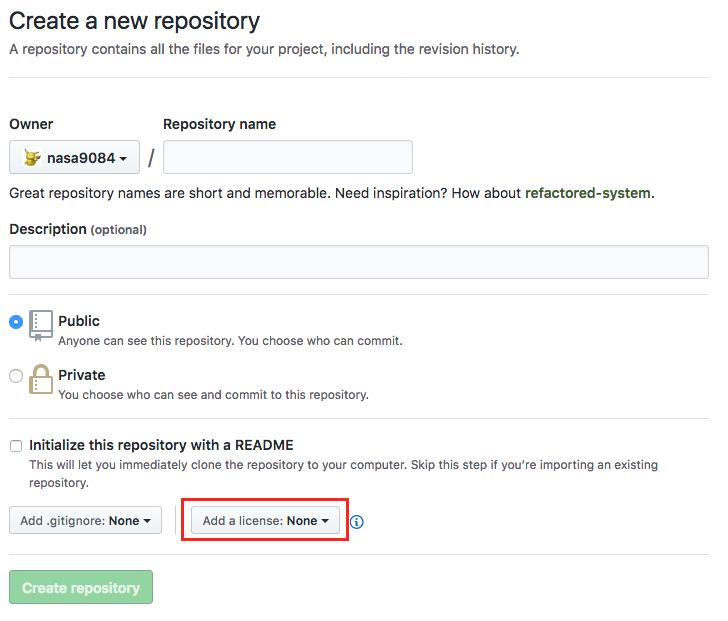 Create a new repository
A repository contains all the files for your project, including the revision history.
Owner
Repository name
nasa9084
/
Great repository names are short and memorable. Need inspiration? How about refactored-system.
Description (optional)
Public
Anyone can see this repository. You choose who can commit.
Private
You choose who can see and commit to this repository.
Initialize this repository with a README
This will let you immediately clone the repository to your computer. Skip this step if you’re importing an existing
repository.
Add .gitignore: None
Add a license: None
Create repository